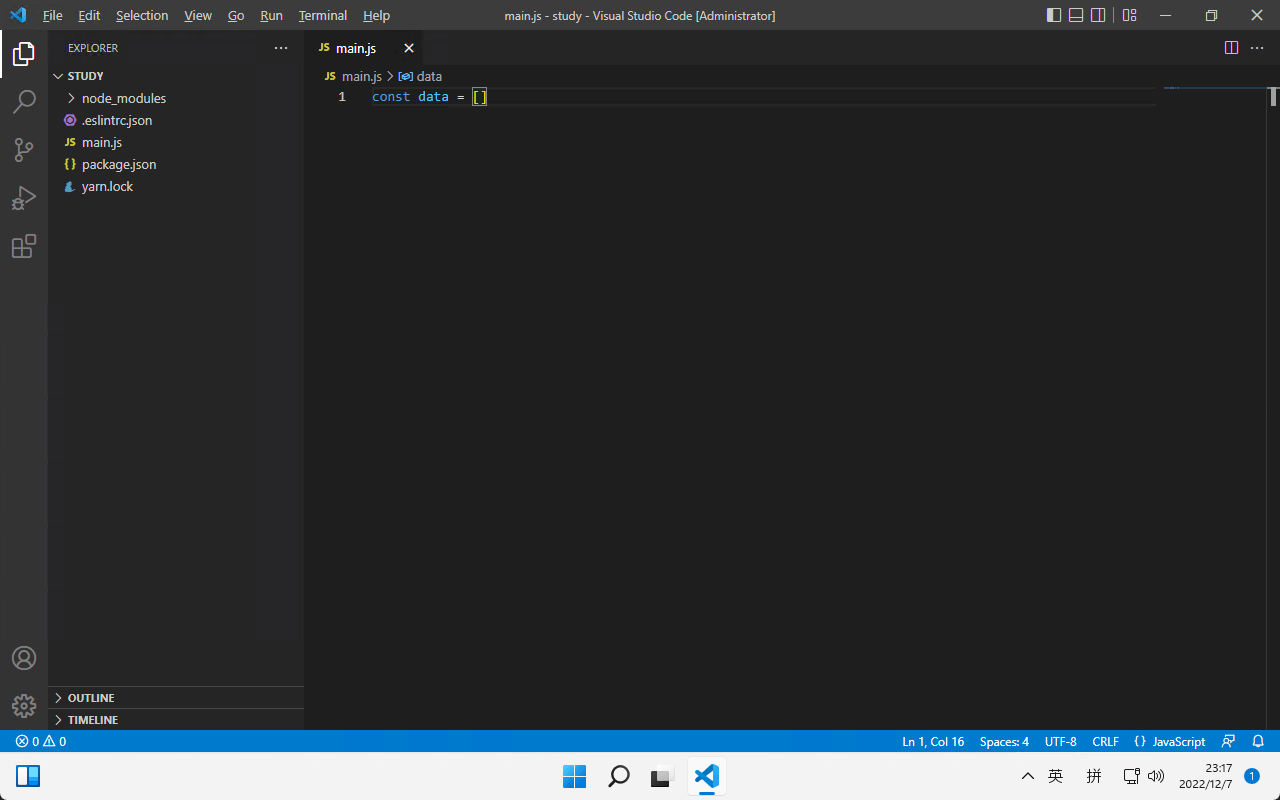 File Edit Selection View Go Run Terminal Help main.js - study - Visual Studio Code [Administrator]
EXPLORER
JS main.js
STUDY
JS main.js > data
node_modules
1 const data = []
.eslintrc.json
JS main.js
{} package.json
yarn.lock
OUTLINE
TIMELINE
0 0 Ln 1, Col 16 Spaces: 4 UTF-8 CRLF {} JavaScript
英 拼 23:17
2022/12/7 1